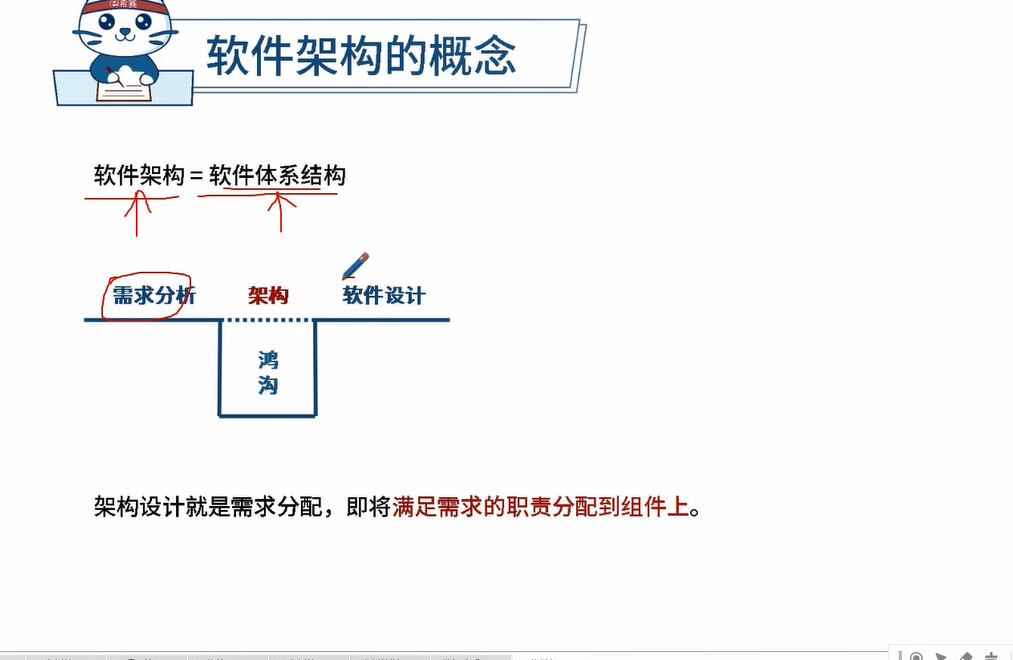 软件架构的概念
软件架构 = 软件体系结构
需求分析 架构 软件设计
鸿
沟
架构设计就是需求分配，即将满足需求的职责分配到组件上。